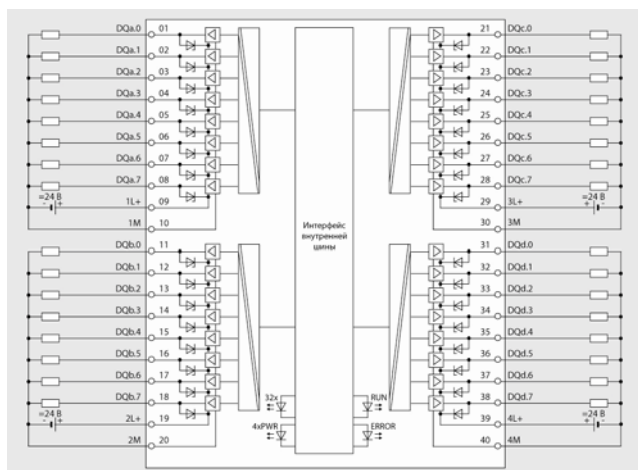 DQa.0 01 21 DQc.0
DQa.1 02 22 DQc.1
DQa.2 03 23 DQc.2
DQa.3 04 24 DQc.3
DQa.4 05 25 DQc.4
DQa.5 06 26 DQc.5
DQa.6 07 27 DQc.6
DQa.7 08 28 DQc.7
=24 В =24 В
- + 1L+ 09 29 3L+ + -
1M 10 30 3M
Интерфейс
внутренней
шины
DQb.0 11 31 DQd.0
DQb.1 12 32 DQd.1
DQb.2 13 33 DQd.2
DQb.3 14 34 DQd.3
DQb.4 15 35 DQd.4
DQb.5 16 36 DQd.5
DQb.6 17 37 DQd.6
DQb.7 18 32x RUN 38 DQd.7
=24 В =24 В
- + 2L+ 19 39 4L+ + -
4xPWR ERROR
2M 20 40 4M